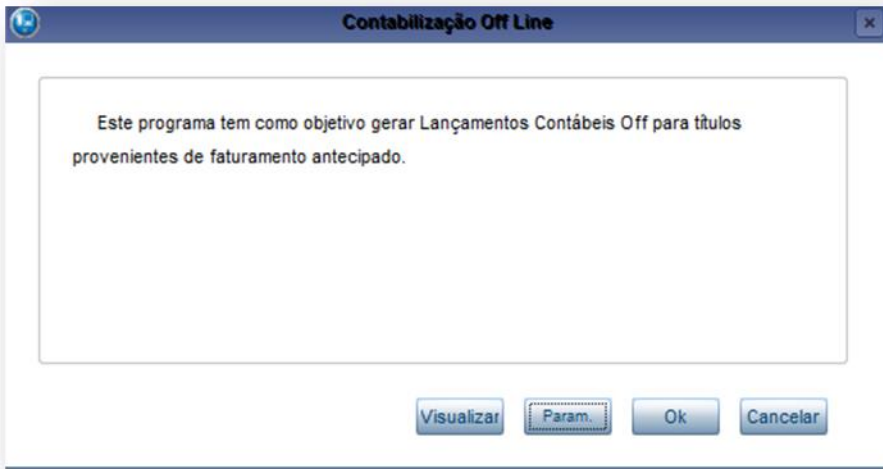 Contabilização Off Line
Este programa tem como objetivo gerar Lançamentos Contábeis Off para títulos
provenientes de faturamento antecipado.
Visualizar Param. Ok Cancelar